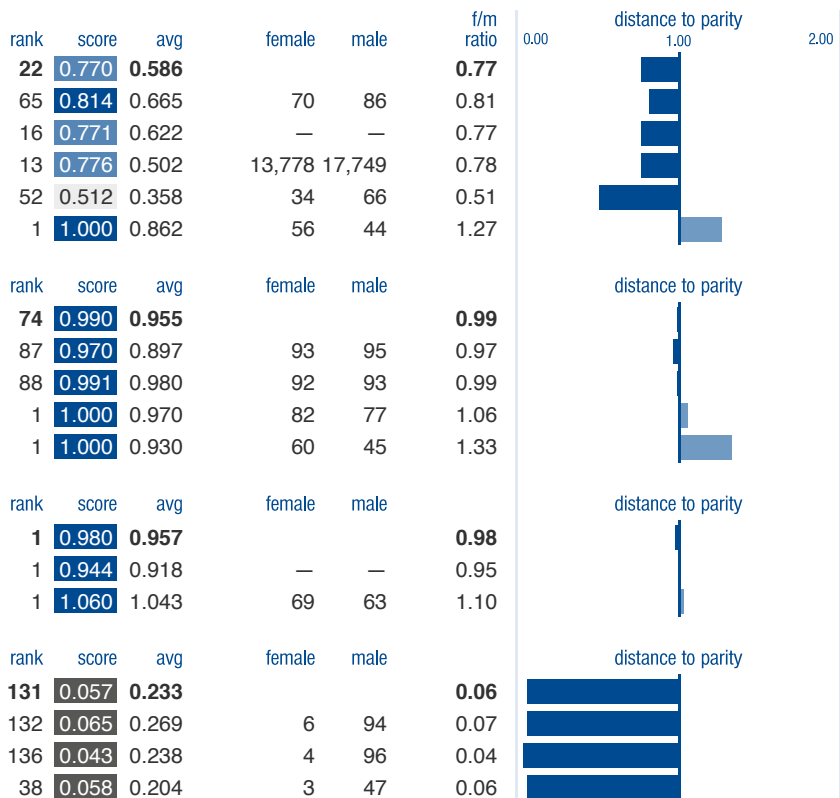 f/m distance to parity
rank score avg female male ratio 0.00 1.00 2.00
22 0.770 0.586 0.77
65 0.814 0.665 70 86 0.81
16 0.771 0.622 — — 0.77
13 0.776 0.502 13,778 17,749 0.78
52 0.512 0.358 34 66 0.51
1 1.000 0.862 56 44 1.27
rank score avg female male distance to parity
74 0.990 0.955 0.99
87 0.970 0.897 93 95 0.97
88 0.991 0.980 92 93 0.99
1 1.000 0.970 82 77 1.06
1 1.000 0.930 60 45 1.33
rank score avg female male distance to parity
1 0.980 0.957 0.98
1 0.944 0.918 — — 0.95
1 1.060 1.043 69 63 1.10
rank score avg female male distance to parity
131 0.057 0.233 0.06
132 0.065 0.269 6 94 0.07
136 0.043 0.238 4 96 0.04
38 0.058 0.204 3 47 0.06